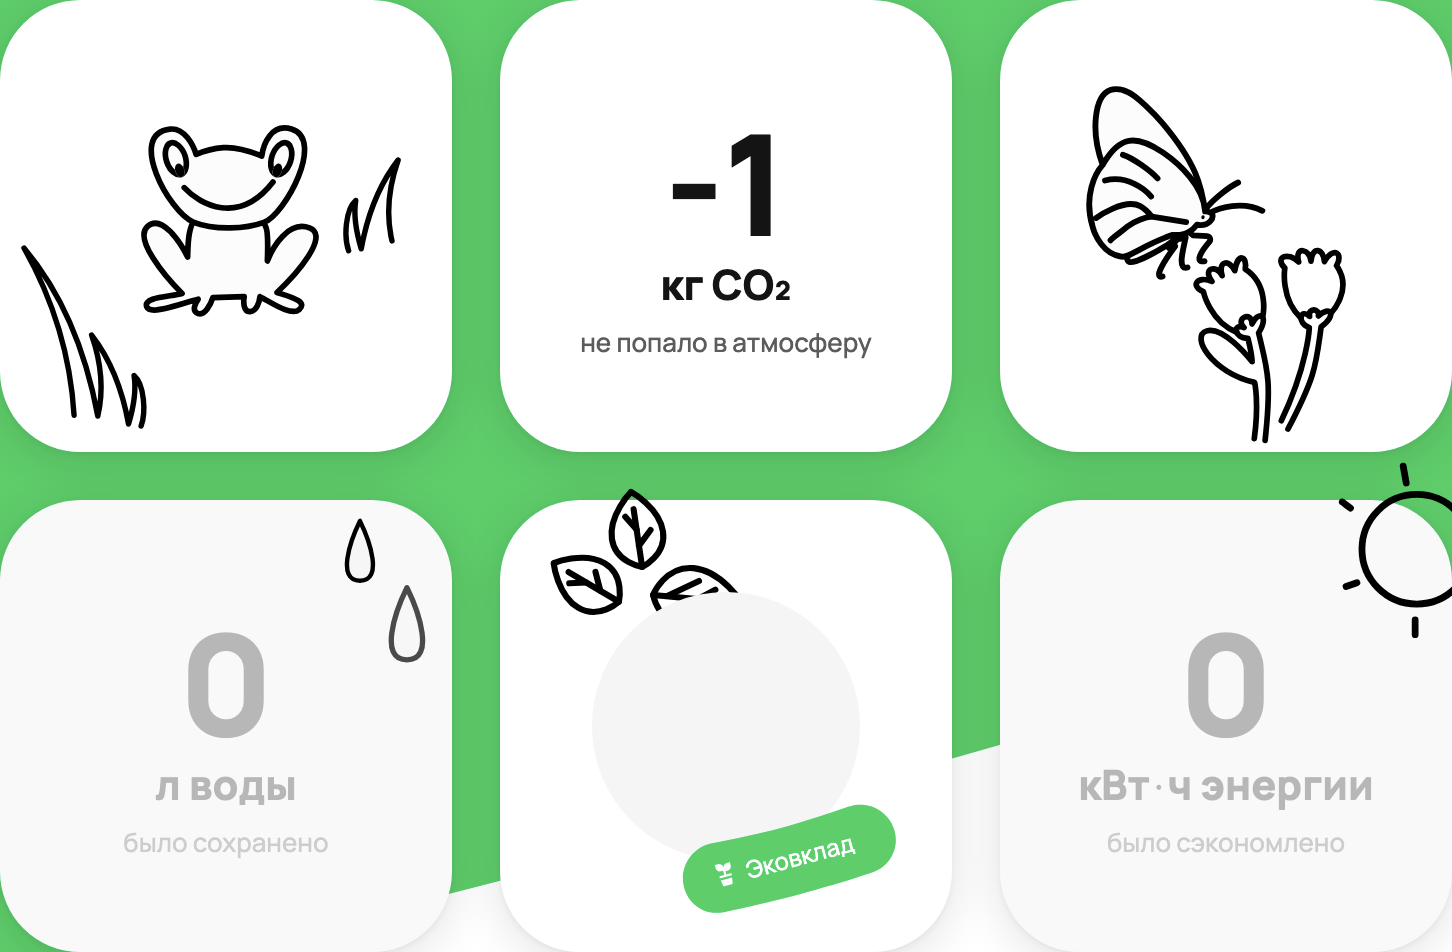 -1
кг CO₂
не попало в атмосферу
0
л воды
было сохранено
Эковклад
0
кВт·ч энергии
было сэкономлено